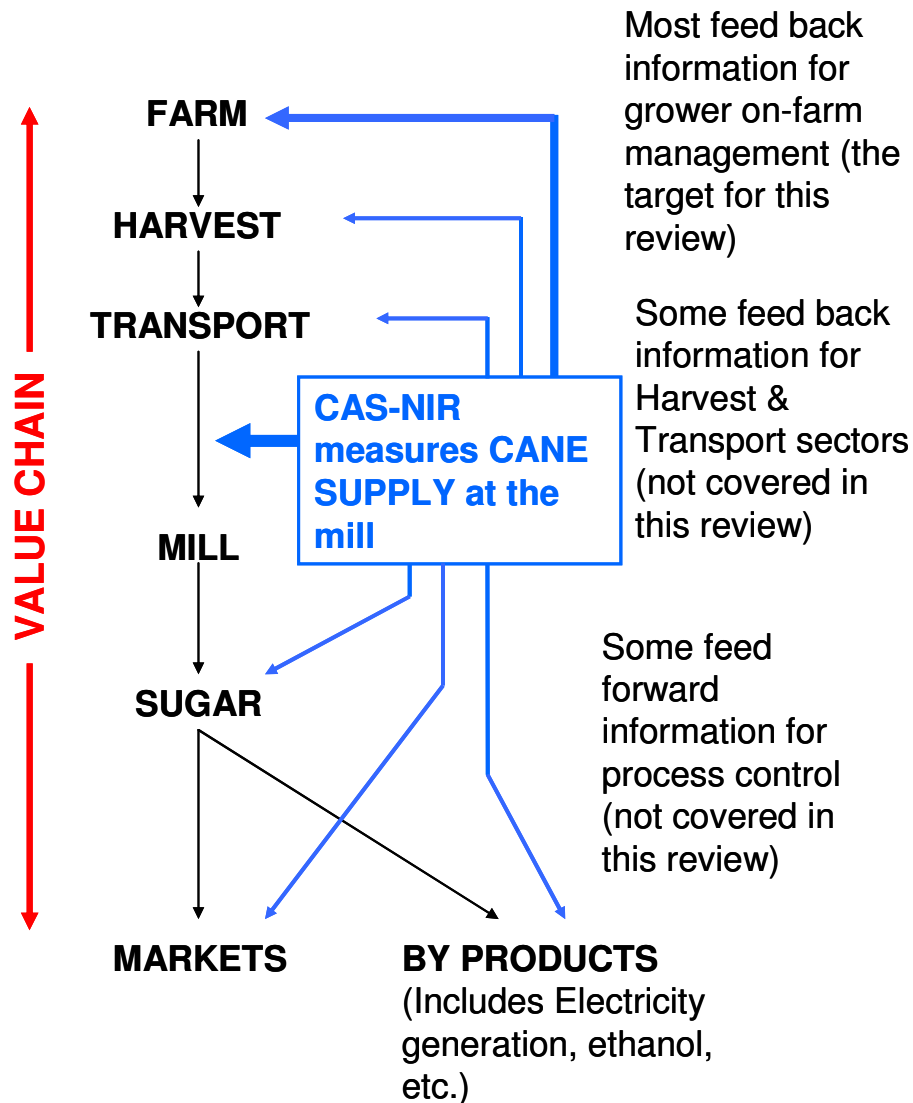 Most feed back
information for
grower on-farm
management (the
target for this
review)
FARM
HARVEST
TRANSPORT
Some feed back
information for
Harvest &
Transport sectors
(not covered in
this review)
CAS-NIR
measures CANE
SUPPLY at the
mill
VALUE CHAIN
MILL
SUGAR
Some feed
forward
information for
process control
(not covered in
this review)
MARKETS
BY PRODUCTS
(Includes Electricity
generation, ethanol,
etc.)